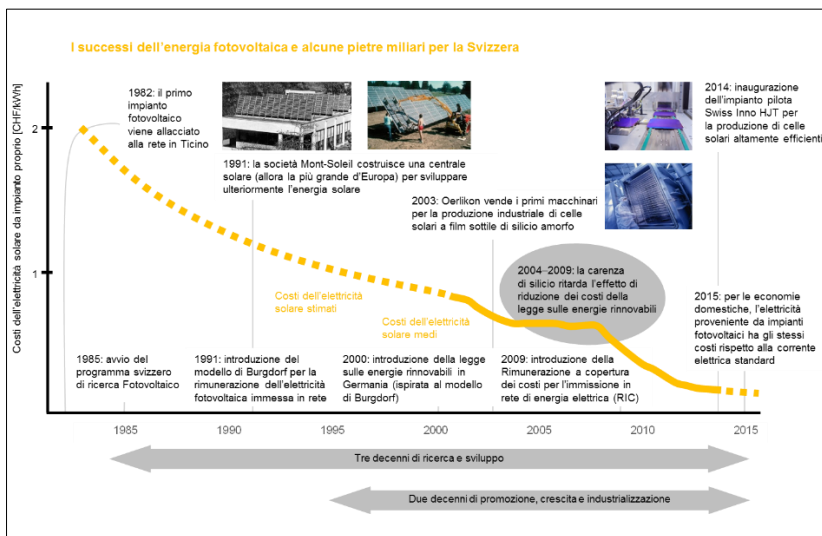 I successi dell'energia fotovoltaica e alcune pietre miliari per la Svizzera
Costi dell'elettricità
solare da impianto proprio [CHF/kWh]
2
1
1982: il primo
impianto
fotovoltaico
viene allacciato
alla rete in Ticino
1991: la società Mont-Soleil costruisce una centrale
solare (allora la più grande d'Europa) per sviluppare
ulteriormente l'energia solare
2003: Oerlikon vende i primi macchinari
per la produzione industriale di celle
solari a film sottile di silicio amorfo
2014: inaugurazione
dell'impianto pilota
Swiss Inno HJT per
la produzione di celle
solari altamente efficienti
2004–2009: la carenza
di silicio ritarda l'effetto di
riduzione dei costi della
legge sulle energie rinnovabili
Costi dell'elettricità
solare stimati
Costi dell'elettricità
solare medi
2015: per le economie
domestiche, l'elettricità
proveniente da impianti
fotovoltaici ha gli stessi
costi rispetto alla corrente
elettrica standard
1985: avvio del
programma svizzero
di ricerca Fotovoltaico
1991: introduzione del
modello di Burgdorf per la
rimunerazione dell'elettricità
fotovoltaica immessa in rete
2000: introduzione della legge
sulle energie rinnovabili in
Germania (ispirata al modello
di Burgdorf)
2009: introduzione della
Rimunerazione a copertura
dei costi per l'immissione in
rete di energia elettrica (RIC)
1985
1990
1995
2000
2005
2010
2015
Tre decenni di ricerca e sviluppo
Due decenni di promozione, crescita e industrializzazione